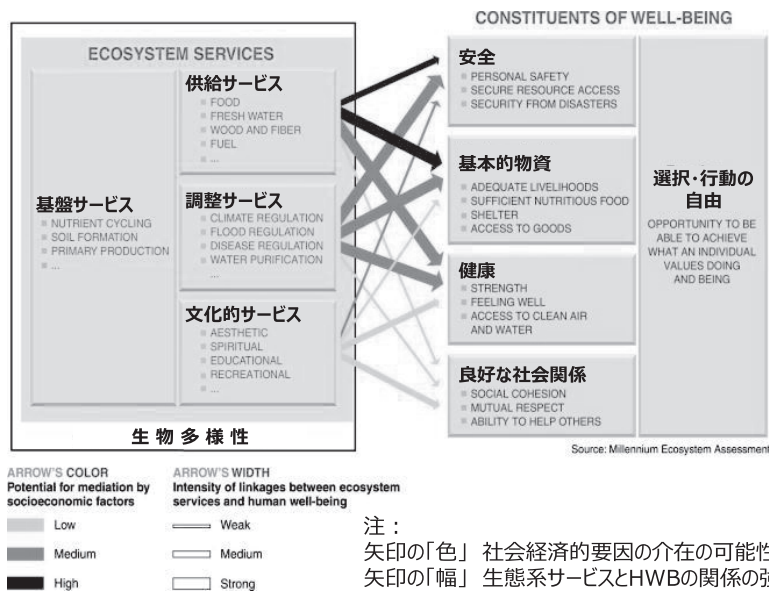 CONSTITUENTS OF WELL-BEING
ECOSYSTEM SERVICES
基盤サービス
NUTRIENT CYCLING
SOIL FORMATION
PRIMARY PRODUCTION
...
供給サービス
FOOD
FRESH WATER
WOOD AND FIBER
FUEL
...
調整サービス
CLIMATE REGULATION
FLOOD REGULATION
DISEASE REGULATION
WATER PURIFICATION
...
文化的サービス
AESTHETIC
SPIRITUAL
EDUCATIONAL
RECREATIONAL
...
生物多様性
安全
PERSONAL SAFETY
SECURE RESOURCE ACCESS
SECURITY FROM DISASTERS
基本的物資
ADEQUATE LIVELIHOODS
SUFFICIENT NUTRITIOUS FOOD
SHELTER
ACCESS TO GOODS
健康
STRENGTH
FEELING WELL
ACCESS TO CLEAN AIR
AND WATER
良好な社会関係
SOCIAL COHESION
MUTUAL RESPECT
ABILITY TO HELP OTHERS
選択・行動の
自由
OPPORTUNITY TO BE
ABLE TO ACHIEVE
WHAT AN INDIVIDUAL
VALUES DOING
AND BEING
Source: Millennium Ecosystem Assessment
ARROW'S COLOR
Potential for mediation by
socioeconomic factors
Low
Medium
High
ARROW'S WIDTH
Intensity of linkages between ecosystem
services and human well-being
Weak
Medium
Strong
注：
矢印の「色」 社会経済的要因の介在の可能性
矢印の「幅」 生態系サービスとHWBの関係の強